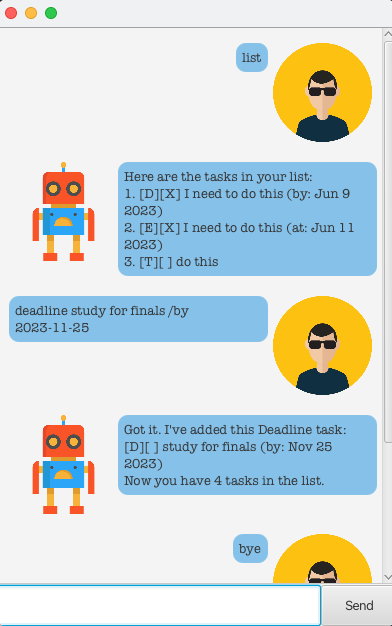 list
Here are the tasks in your list:
1. [D][X] I need to do this (by: Jun 9
2023)
2. [E][X] I need to do this (at: Jun 11
2023)
3. [T][ ] do this
deadline study for finals /by
2023-11-25
Got it. I've added this Deadline task:
[D][ ] study for finals (by: Nov 25
2023)
Now you have 4 tasks in the list.
bye
Send